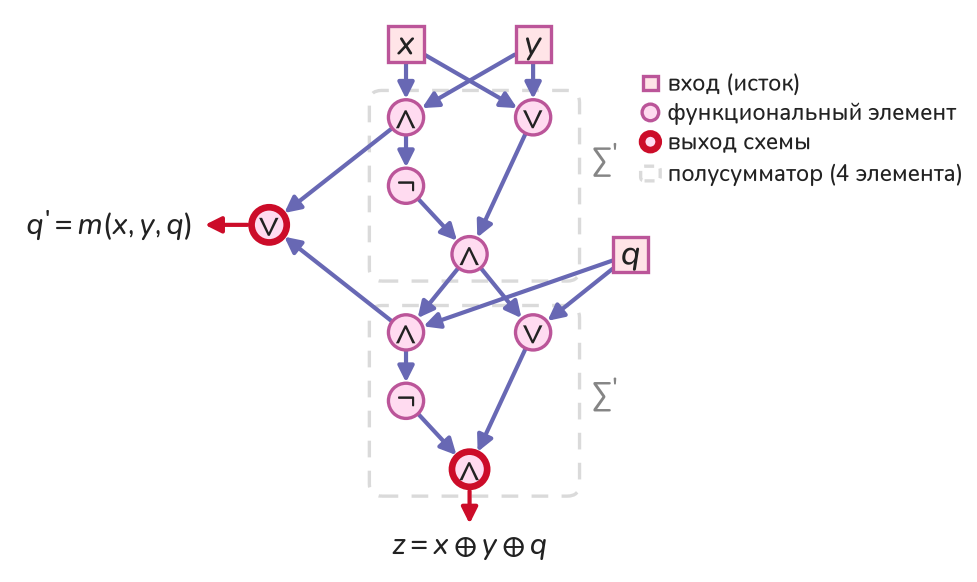 x
y
вход (исток)
∧
∨
функциональный элемент
выход схемы
∑'
полусумматор (4 элемента)
¬
q' = m(x, y, q)
∨
∧
q
∧
∨
¬
∑'
∧
z = x ⊕ y ⊕ q